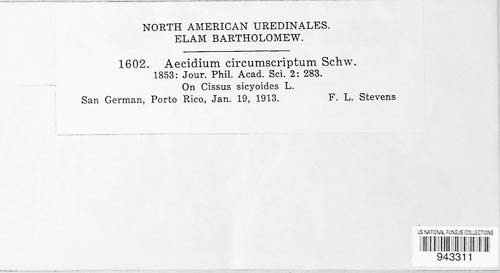 NORTH AMERICAN UREDINALES.
ELAM BARTHOLOMEW.
1602. Aecidium circumscriptum Schw.
1853: Jour. Phil. Acad. Sci. 2: 283.
On Cissus sicyoides L.
San German, Porto Rico, Jan. 19, 1913. F. L. Stevens
US NATIONAL FUNGUS COLLECTIONS
943311